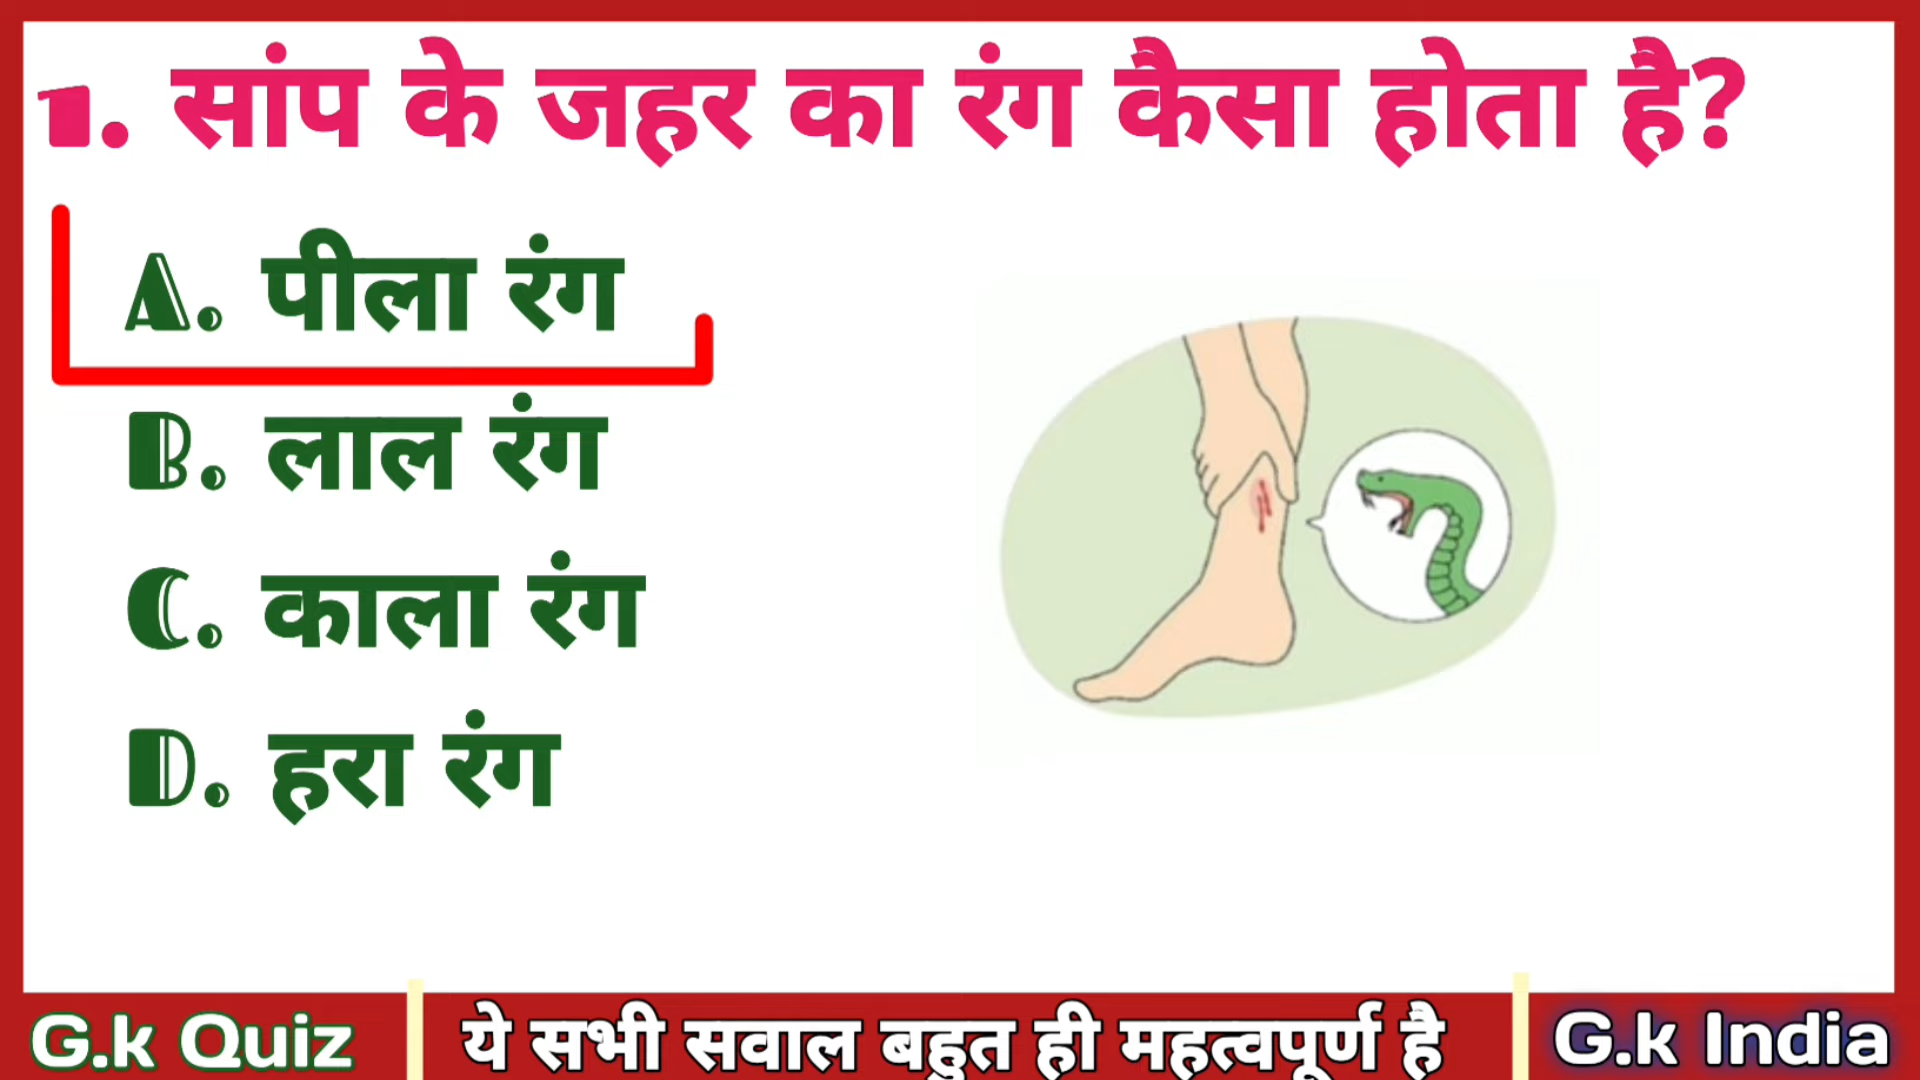 1. सांप के जहर का रंग कैसा होता है?
A. पीला रंग
B. लाल रंग
C. काला रंग
D. हरा रंग
G.k Quiz
ये सभी सवाल बहुत ही महत्वपूर्ण है
G.k India